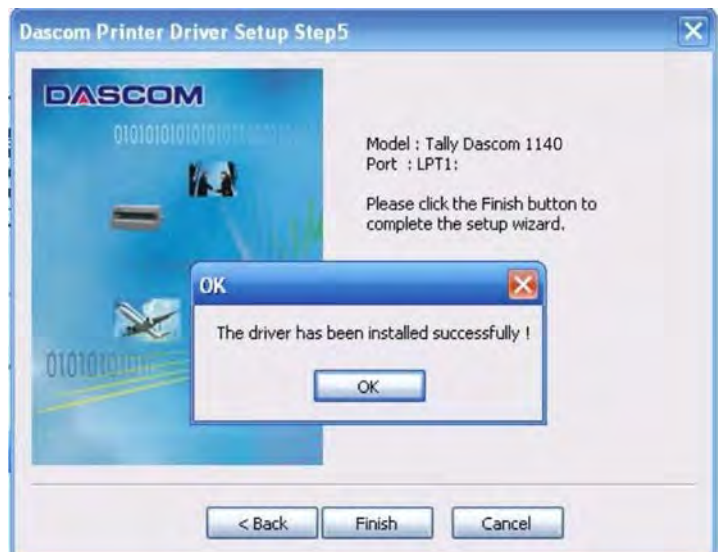 Dascom Printer Driver Setup Step5
DASCOM
Model : Tally Dascom 1140
Port : LPT1:
Please click the Finish button to
complete the setup wizard.
OK
The driver has been installed successfully !
OK
< Back
Finish
Cancel